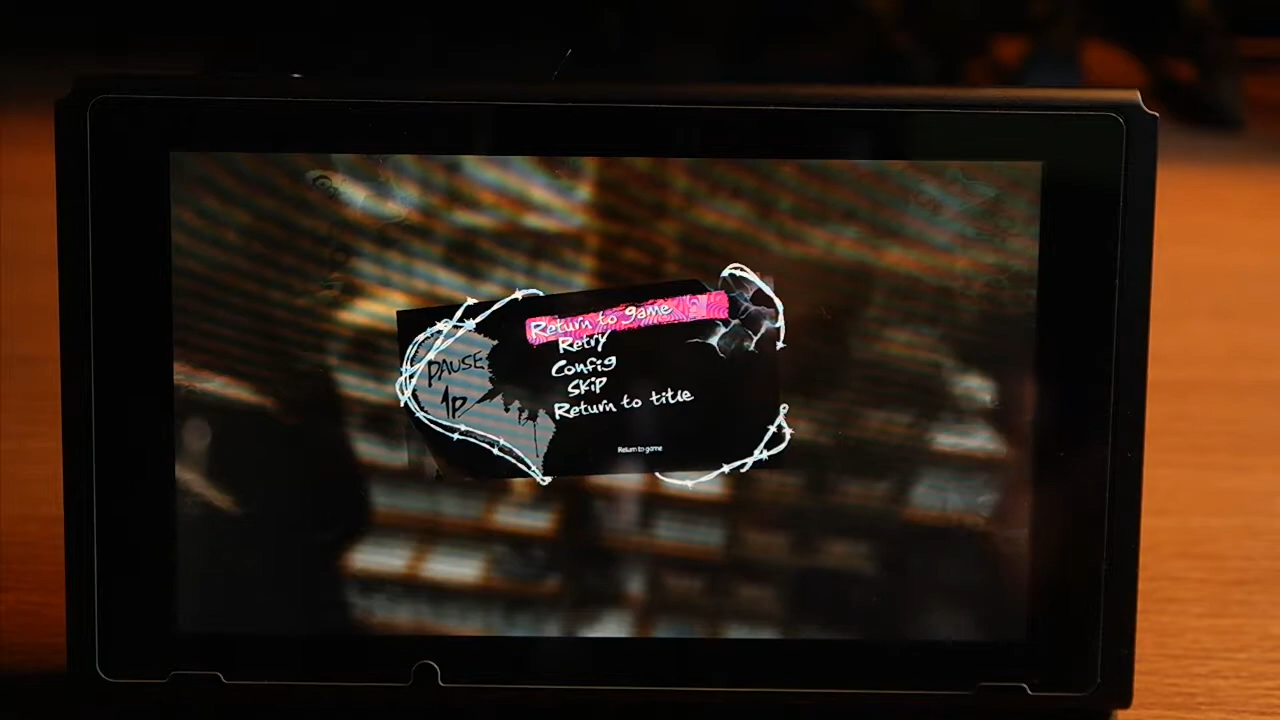 PAUSE
1P
Return to game
Retry
Config
Skip
Return to title
Return to game